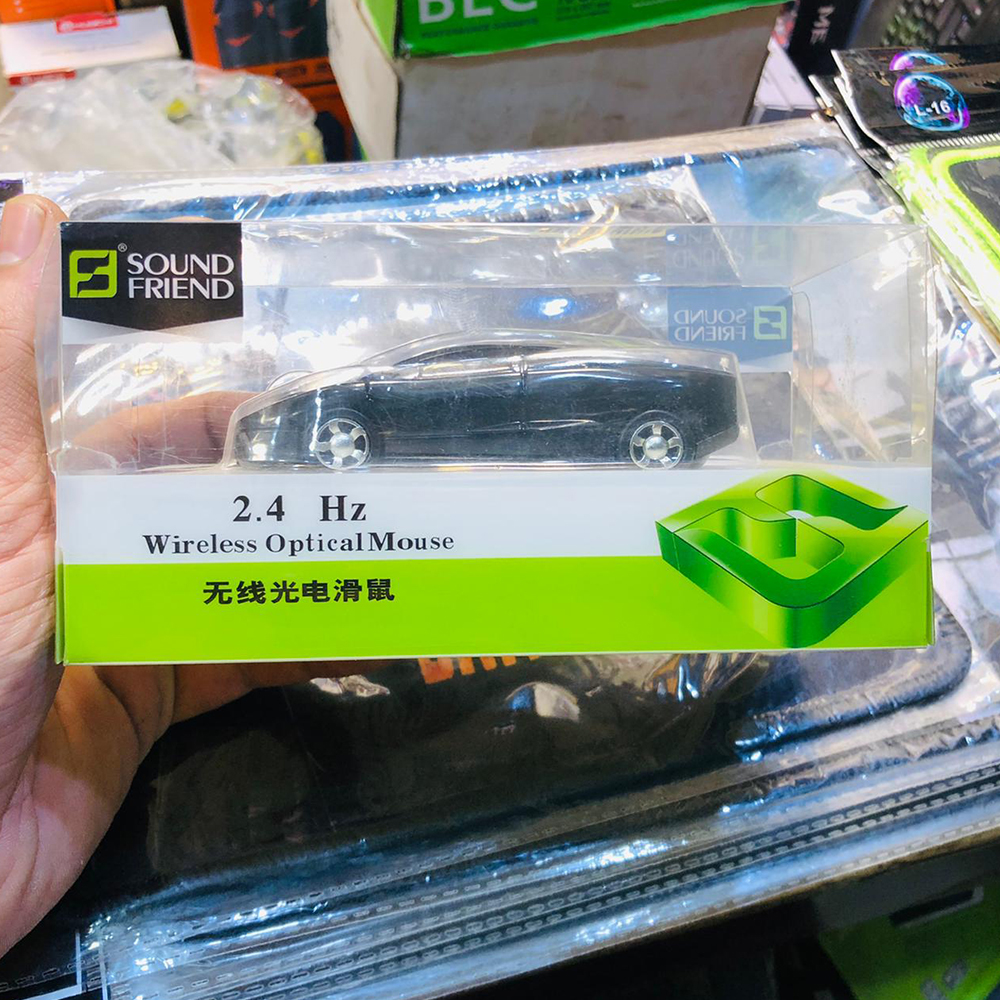 L-16
SOUND
FRIEND
SOUND
FRIEND
2.4 Hz
Wireless Optical Mouse
无线光电滑鼠